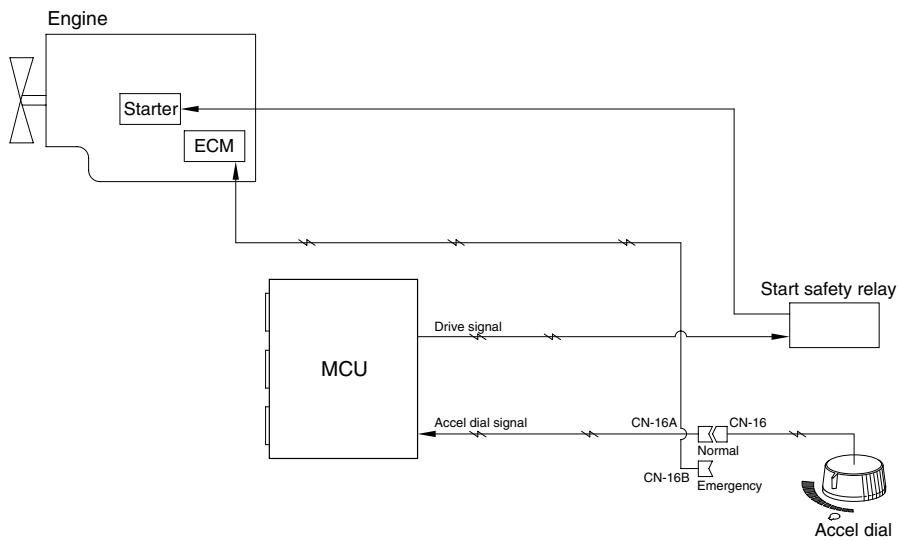 Engine
Starter
ECM
Start safety relay
Drive signal
MCU
Accel dial signal
CN-16A
CN-16
Normal
CN-16B
Emergency
Accel dial